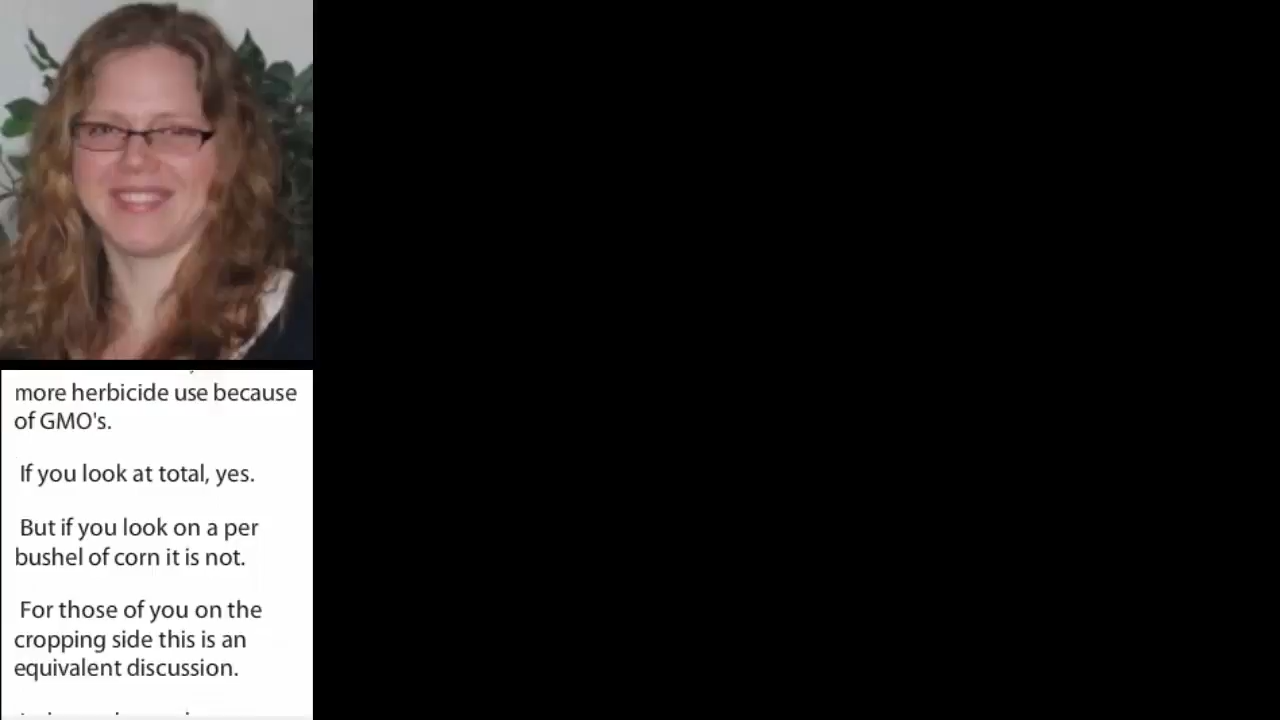 more herbicide use because
of GMO's.
If you look at total, yes.
But if you look on a per
bushel of corn it is not.
For those of you on the
cropping side this is an
equivalent discussion.